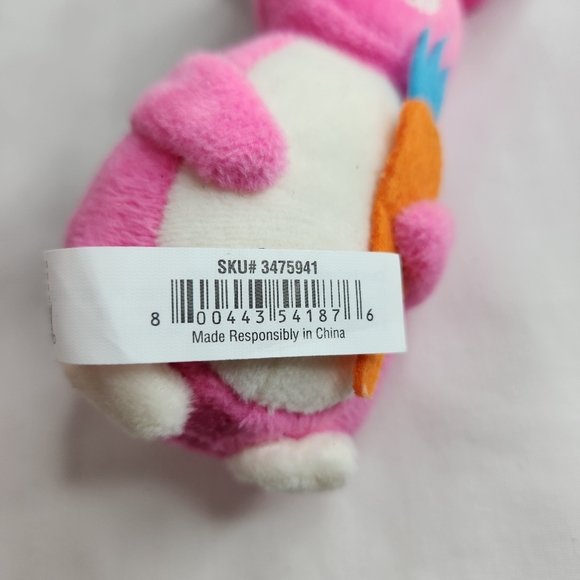 SKU# 3475941
8 00443 54187 6
Made Responsibly in China